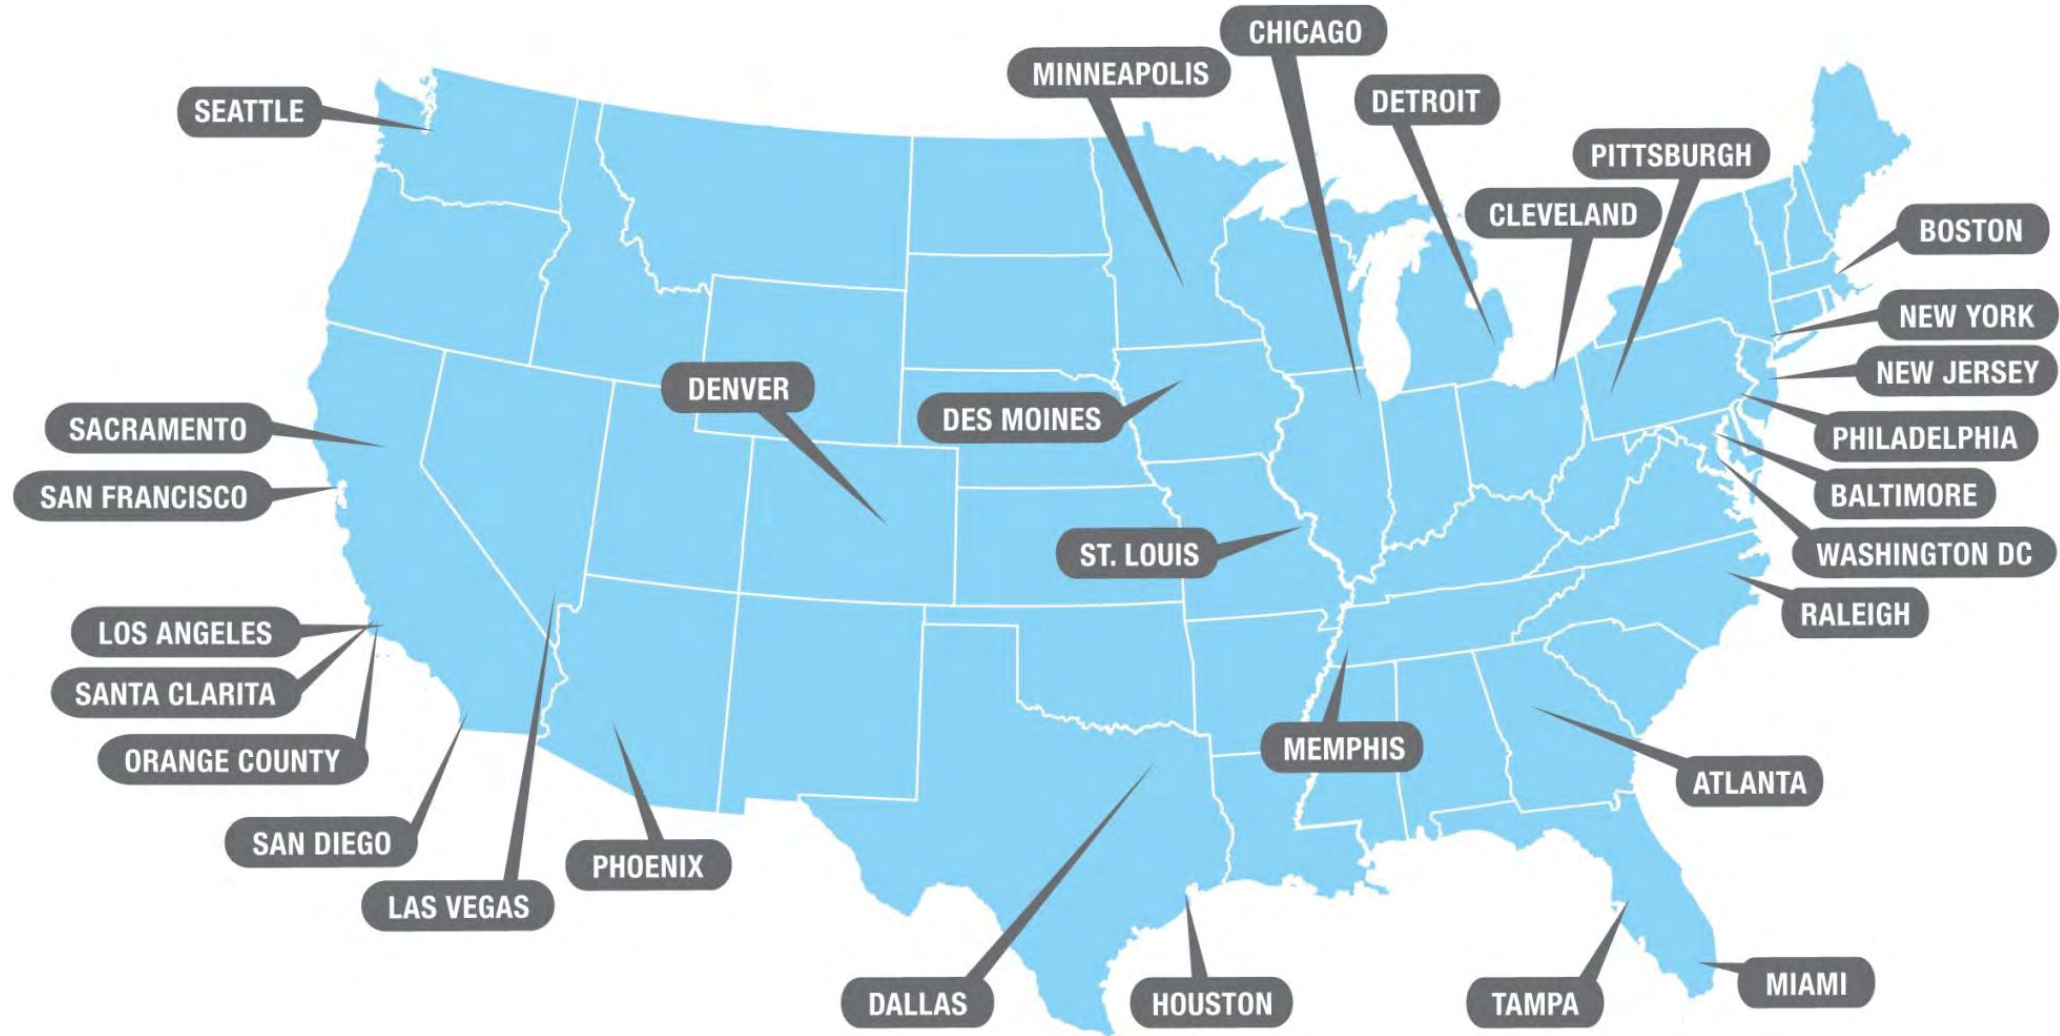 CHICAGO
MINNEAPOLIS
DETROIT
SEATTLE
PITTSBURGH
CLEVELAND
BOSTON
NEW YORK
NEW JERSEY
DENVER
DES MOINES
SACRAMENTO
PHILADELPHIA
SAN FRANCISCO
BALTIMORE
ST. LOUIS
WASHINGTON DC
RALEIGH
LOS ANGELES
SANTA CLARITA
MEMPHIS
ORANGE COUNTY
ATLANTA
SAN DIEGO
PHOENIX
LAS VEGAS
MIAMI
DALLAS
HOUSTON
TAMPA